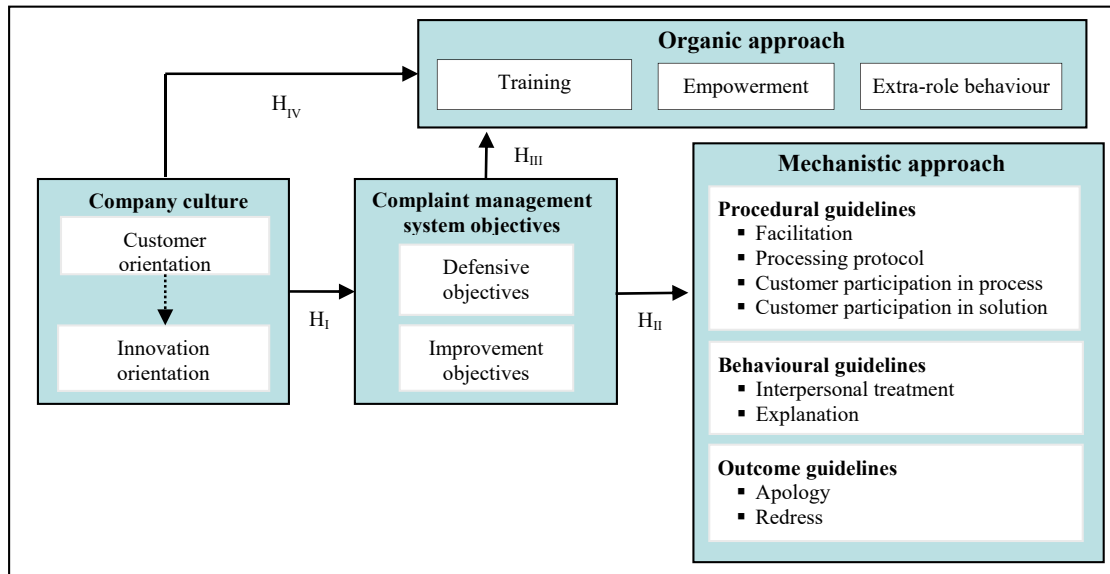 Organic approach
Training
Empowerment
Extra-role behaviour
H_IV
H_III
Company culture
Customer
orientation
Innovation
orientation
H_I
Complaint management
system objectives
Defensive
objectives
Improvement
objectives
H_II
Mechanistic approach
Procedural guidelines
▪ Facilitation
▪ Processing protocol
▪ Customer participation in process
▪ Customer participation in solution
Behavioural guidelines
▪ Interpersonal treatment
▪ Explanation
Outcome guidelines
▪ Apology
▪ Redress